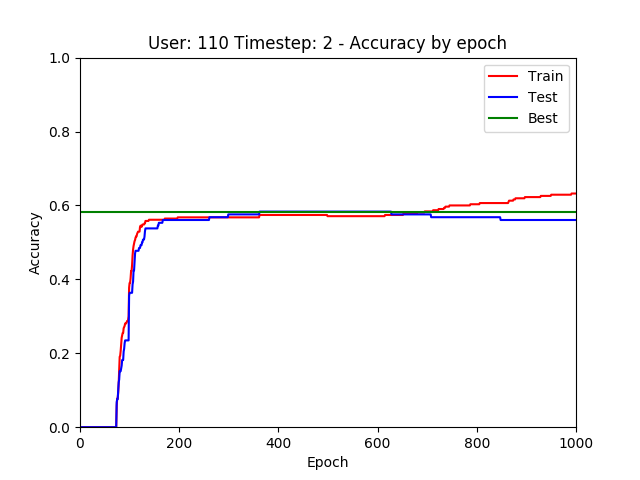 User: 110 Timestep: 2 - Accuracy by epoch
1.0
0.8
0.6
0.4
0.2
0.0
Accuracy
Train
Test
Best
0 200 400 600 800 1000
Epoch